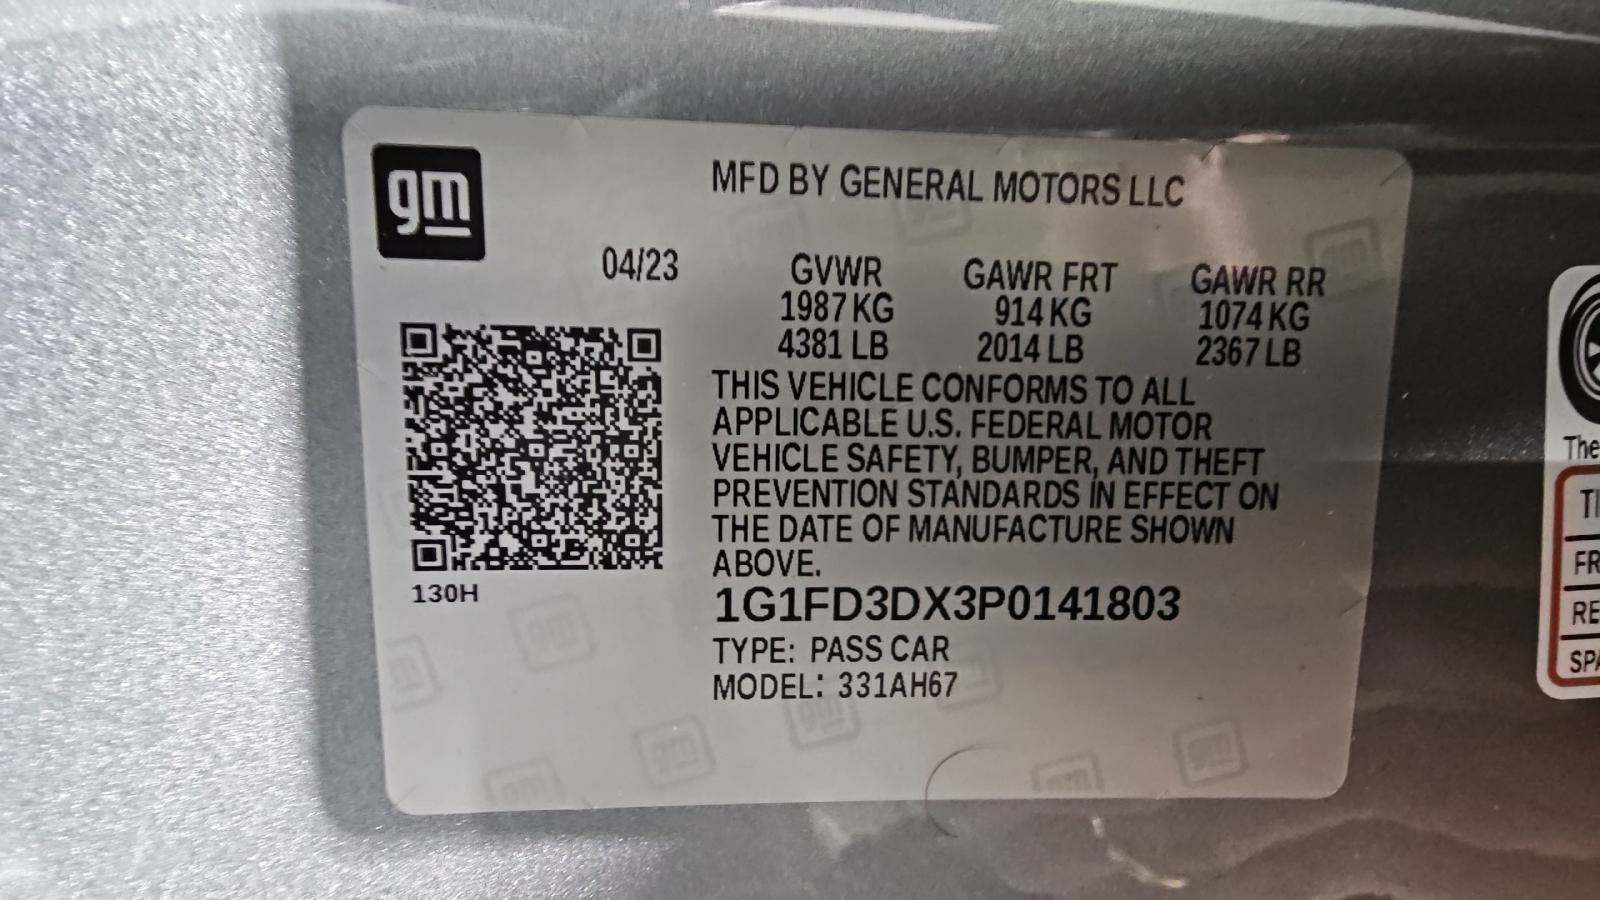 gm
MFD BY GENERAL MOTORS LLC
04/23 GVWR GAWR FRT GAWR RR
1987 KG 914 KG 1074 KG
4381 LB 2014 LB 2367 LB
THIS VEHICLE CONFORMS TO ALL
APPLICABLE U.S. FEDERAL MOTOR
VEHICLE SAFETY, BUMPER, AND THEFT
PREVENTION STANDARDS IN EFFECT ON
THE DATE OF MANUFACTURE SHOWN
ABOVE.
130H
1G1FD3DX3P0141803
TYPE: PASS CAR
MODEL: 331AH67
The